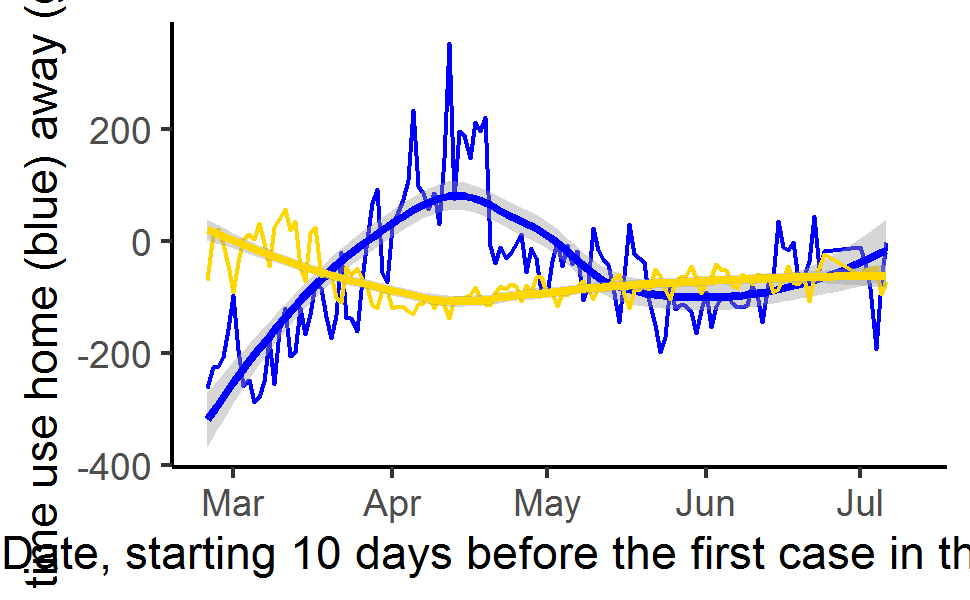 time use home (blue) away (
200
0
-200
-400
Mar Apr May Jun Jul
Date, starting 10 days before the first case in th